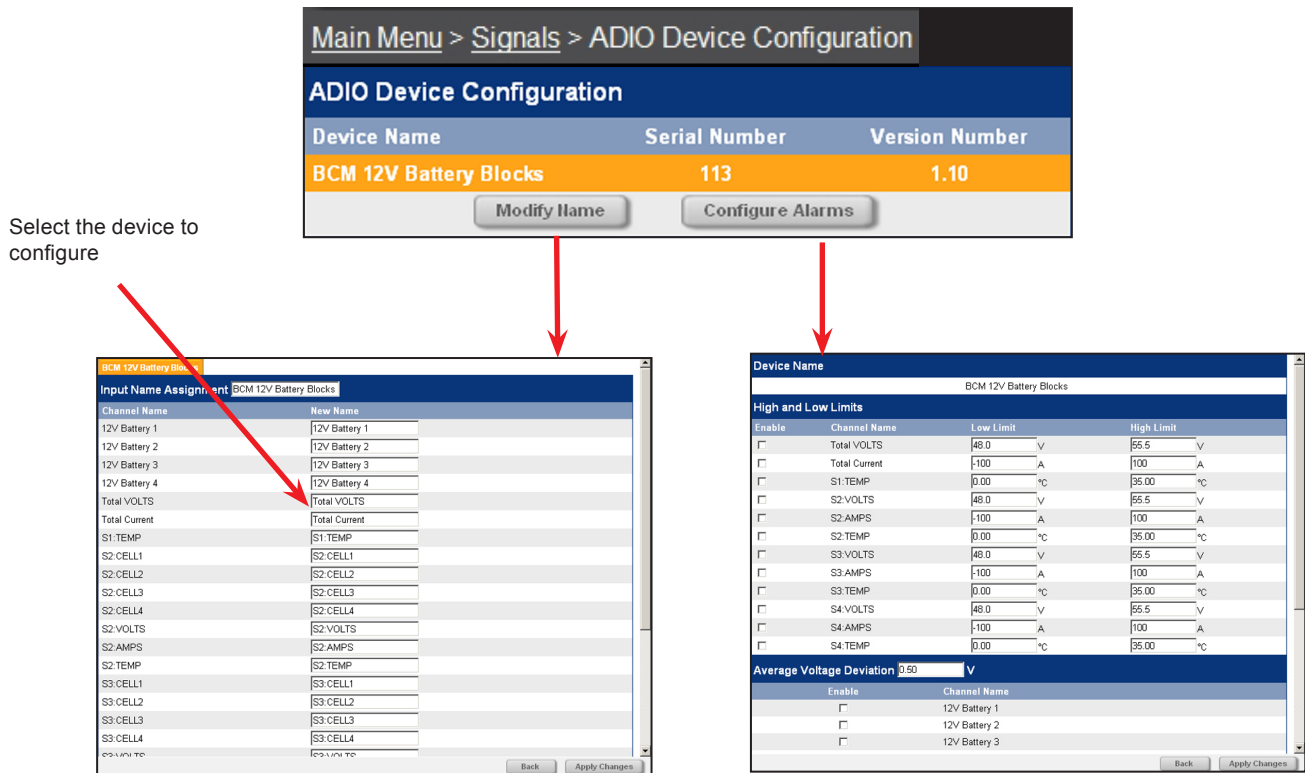 Main Menu > Signals > ADIO Device Configuration
ADIO Device Configuration
Device Name Serial Number Version Number
BCM 12V Battery Blocks 113 1.10
Modify Name Configure Alarms
Select the device to
configure
BCM 12V Battery Blocks
Input Name Assignment BCM 12V Battery Blocks
Channel Name New Name
12V Battery 1 12V Battery 1
12V Battery 2 12V Battery 2
12V Battery 3 12V Battery 3
12V Battery 4 12V Battery 4
Total VOLTS Total VOLTS
Total Current Total Current
S1:TEMP S1:TEMP
S2:CELL1 S2:CELL1
S2:CELL2 S2:CELL2
S2:CELL3 S2:CELL3
S2:CELL4 S2:CELL4
S2:VOLTS S2:VOLTS
S2:AMPS S2:AMPS
S2:TEMP S2:TEMP
S3:CELL1 S3:CELL1
S3:CELL2 S3:CELL2
S3:CELL3 S3:CELL3
S3:CELL4 S3:CELL4
S3:VOLTS S3:VOLTS
Back Apply Changes
Device Name
BCM 12V Battery Blocks
High and Low Limits
Enable Channel Name Low Limit High Limit
Total VOLTS 48.0 V 55.5 V
Total Current -100 A 100 A
S1:TEMP 0.00 °C 35.00 °C
S2:VOLTS 48.0 V 55.5 V
S2:AMPS -100 A 100 A
S2:TEMP 0.00 °C 35.00 °C
S3:VOLTS 48.0 V 55.5 V
S3:AMPS -100 A 100 A
S3:TEMP 0.00 °C 35.00 °C
S4:VOLTS 48.0 V 55.5 V
S4:AMPS -100 A 100 A
S4:TEMP 0.00 °C 35.00 °C
Average Voltage Deviation 0.50 V
Enable Channel Name
12V Battery 1
12V Battery 2
12V Battery 3
Back Apply Changes